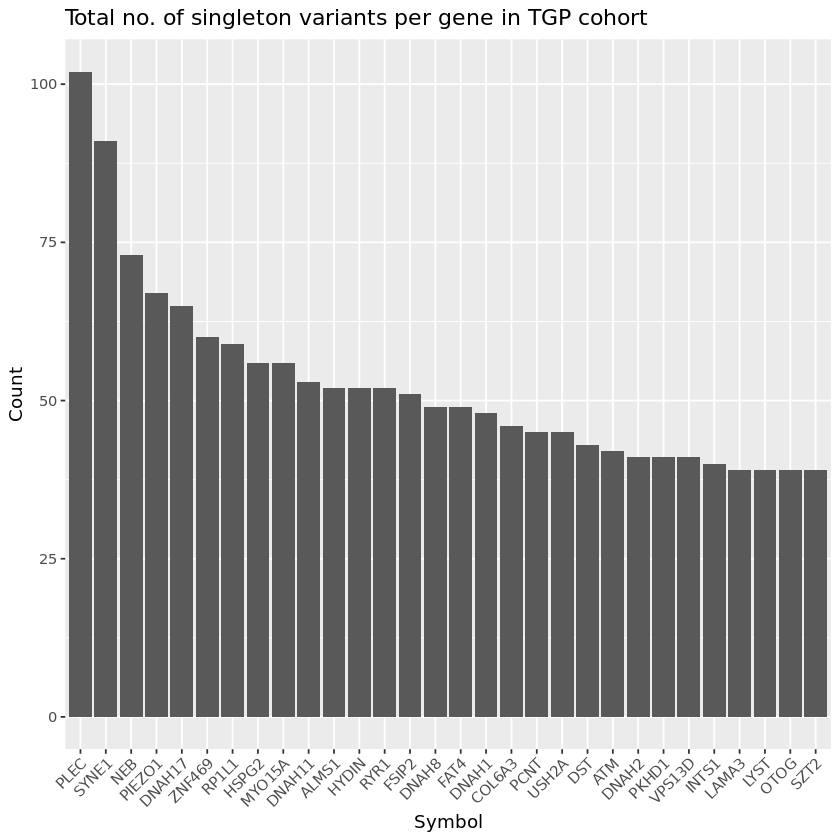 Total no. of singleton variants per gene in TGP cohort
Count
100
75
50
25
0
PLEC
SYNE1
NEB
PIEZO1
DNAH17
ZNF469
RP1L1
HSPG2
MYO15A
DNAH11
ALMS1
HYDIN
RYR1
FSIP2
DNAH8
FAT4
DNAH1
COL6A3
PCNT
USH2A
DST
ATM
DNAH2
PKHD1
VPS13D
INTS1
LAMA3
LYST
OTOG
SZT2
Symbol